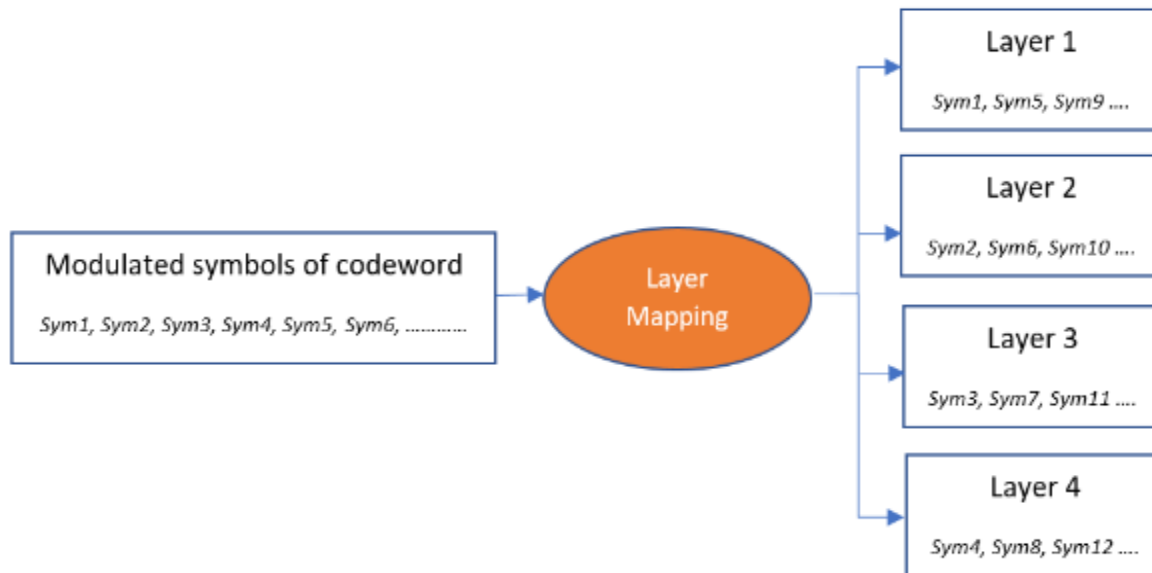 Modulated symbols of codeword
Sym1, Sym2, Sym3, Sym4, Sym5, Sym6, ............
Layer
Mapping
Layer 1
Sym1, Sym5, Sym9 ....
Layer 2
Sym2, Sym6, Sym10 ....
Layer 3
Sym3, Sym7, Sym11 ....
Layer 4
Sym4, Sym8, Sym12 ....